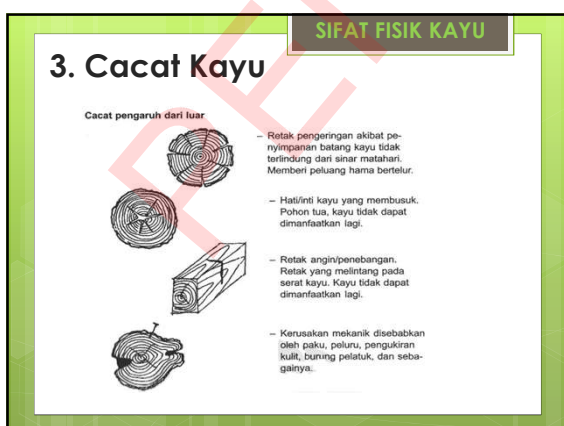 SIFAT FISIK KAYU
3. Cacat Kayu
Cacat pengaruh dari luar
– Retak pengeringan akibat pe-
nyimpanan batang kayu tidak
terlindung dari sinar matahari.
Memberi peluang hama bertelur.
– Hati/inti kayu yang membusuk.
Pohon tua, kayu tidak dapat
dimanfaatkan lagi.
– Retak angin/penebangan.
Retak yang melintang pada
serat kayu. Kayu tidak dapat
dimanfaatkan lagi.
– Kerusakan mekanik disebabkan
oleh paku, peluru, pengukiran
kulit, burung pelatuk, dan seba-
gainya.